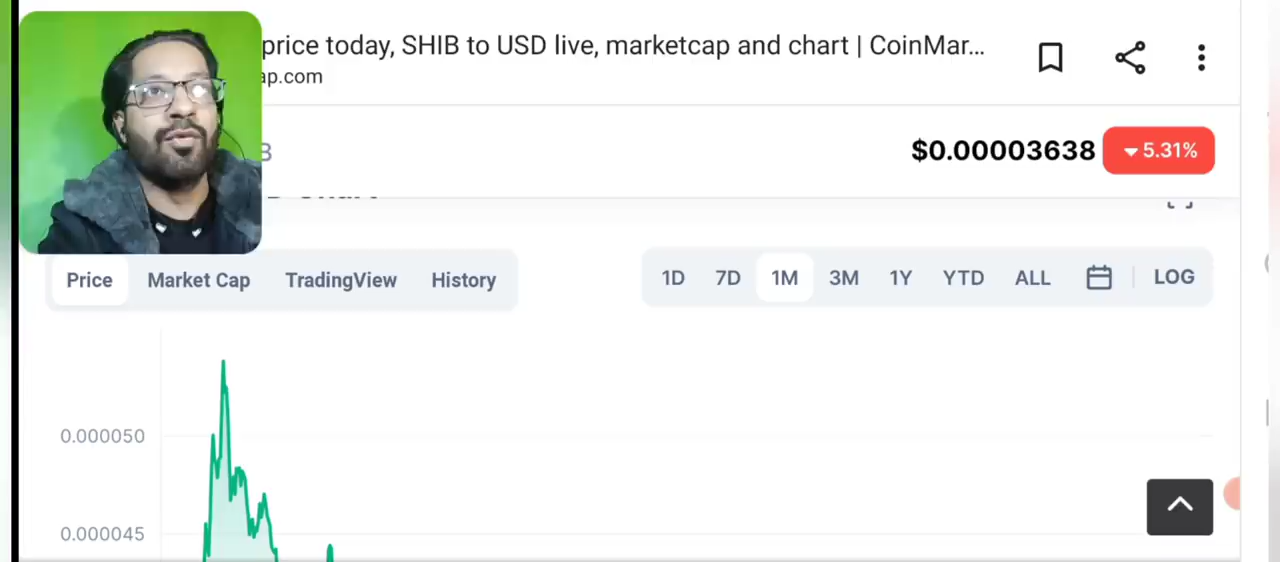 price today, SHIB to USD live, marketcap and chart | CoinMar...
ap.com
B
$0.00003638 5.31%
Price Market Cap TradingView History
1D 7D 1M 3M 1Y YTD ALL LOG
0.000050
0.000045